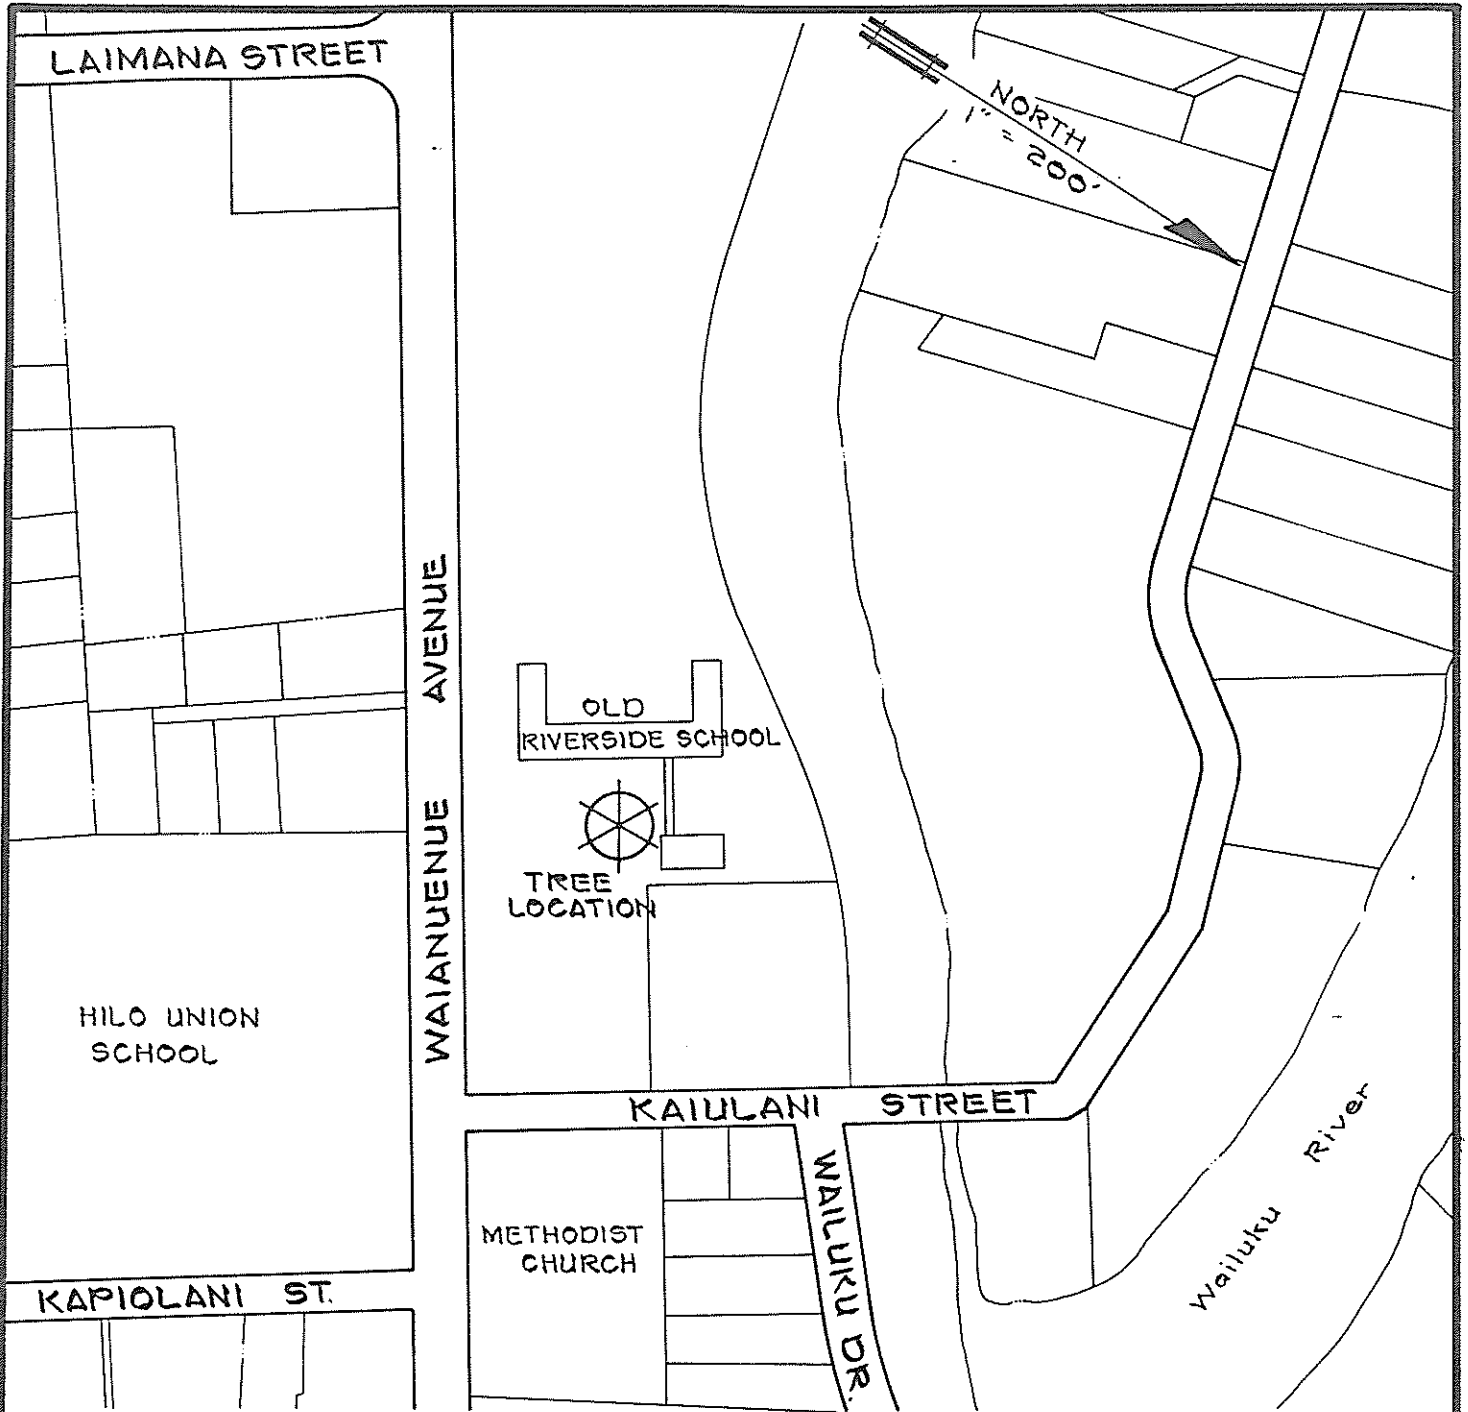 LAIMANA STREET
NORTH
1" = 200'
WAIANUENUE AVENUE
OLD
RIVERSIDE SCHOOL
TREE
LOCATION
HILO UNION
SCHOOL
KAIULANI STREET
METHODIST
CHURCH
WAILUKU DR.
Wailuku River
KAPIOLANI ST.